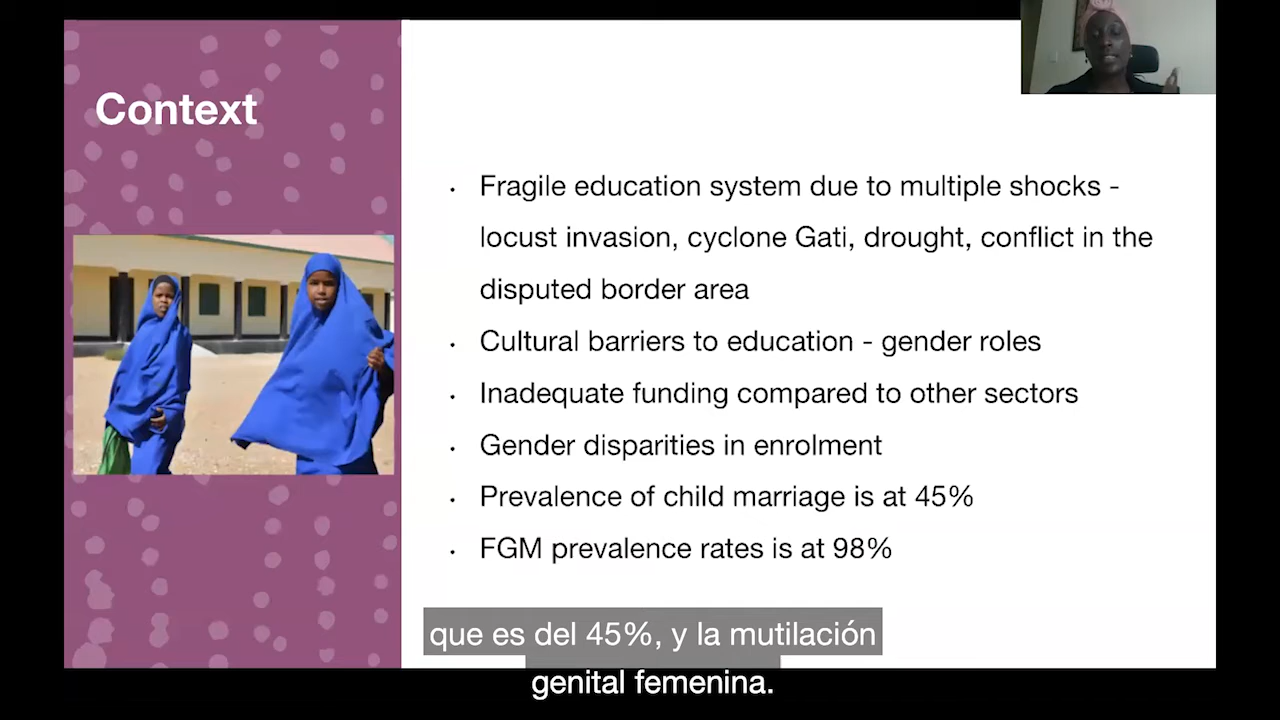 Context
Fragile education system due to multiple shocks -
locust invasion, cyclone Gati, drought, conflict in the
disputed border area
Cultural barriers to education - gender roles
Inadequate funding compared to other sectors
Gender disparities in enrolment
Prevalence of child marriage is at 45%
FGM prevalence rates is at 98%
que es del 45%, y la mutilación
genital femenina.